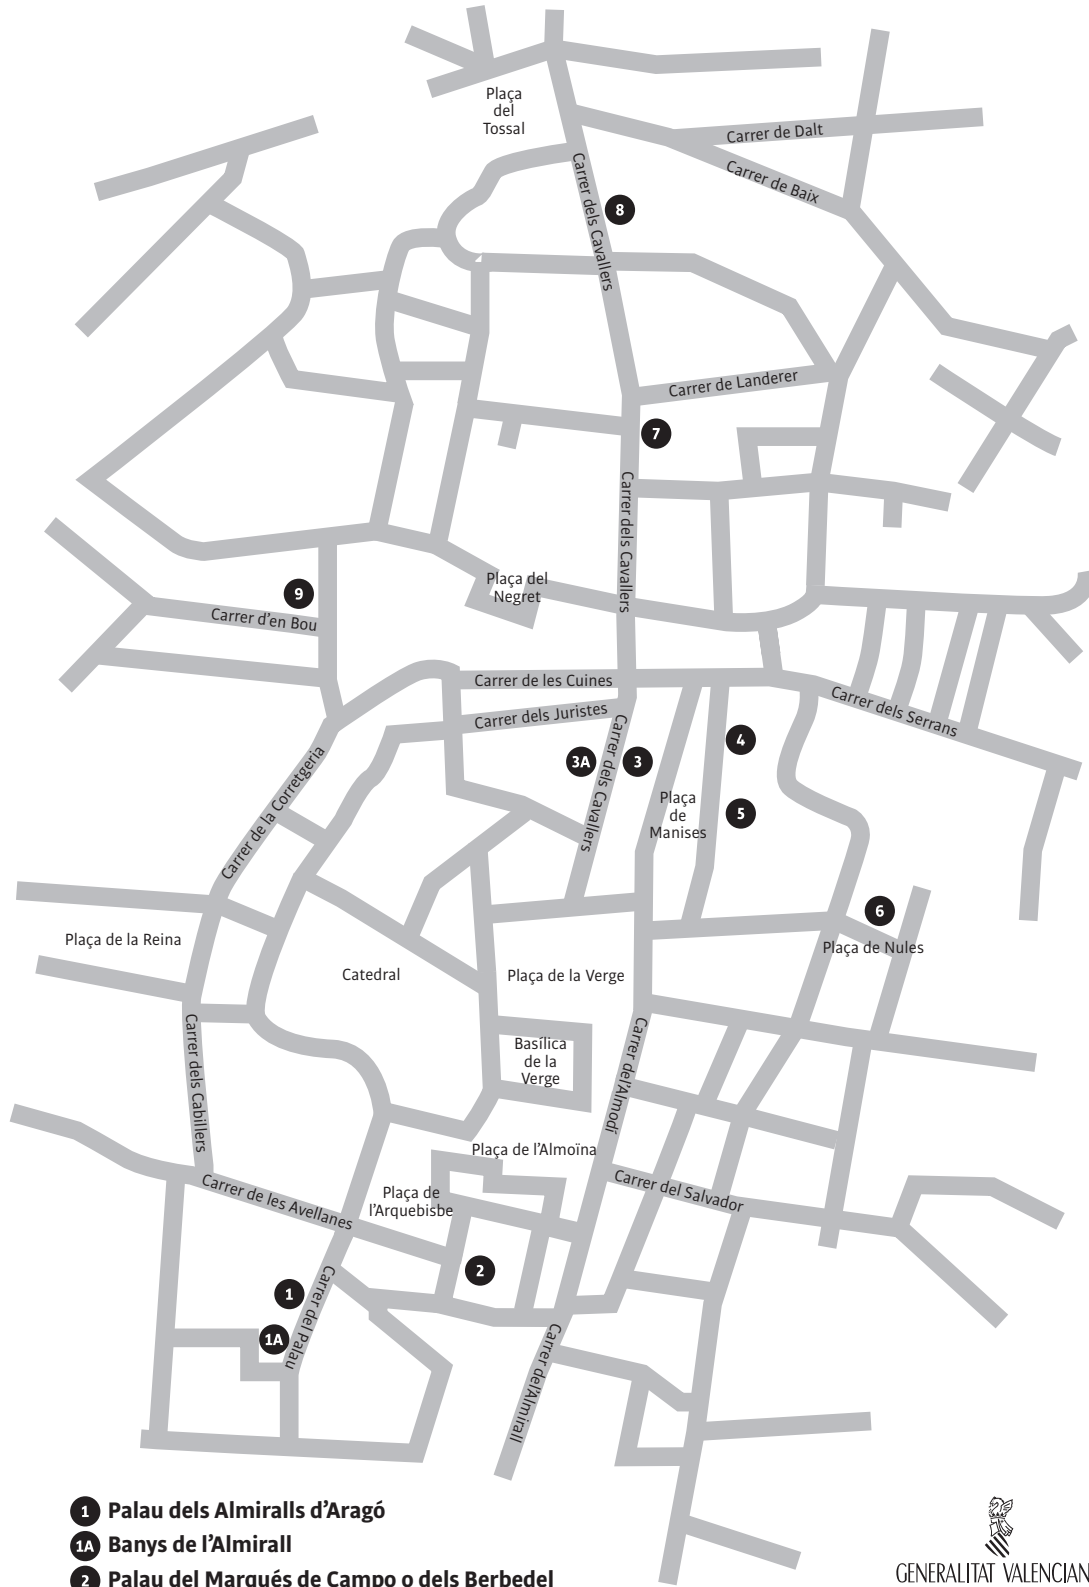 Plaça
del
Tossal
Carrer de Dalt
Carrer de Baix
Carrer dels Cavallers
8
Carrer de Landerer
7
Carrer dels Cavallers
Plaça del
Negret
9
Carrer d'en Bou
Carrer de les Cuines
Carrer dels Juristes
Carrer dels Serrans
Carrer dels Cavallers
3A
3
4
Plaça
de
Manises
5
Carrer de la Corretgeria
6
Plaça de Nules
Plaça de la Reina
Catedral
Plaça de la Verge
Carrer dels Cabillers
Basílica
de la
Verge
Carrer de l'Almodí
Plaça de l'Almoïna
Carrer del Salvador
Plaça de
l'Arquebisbe
Carrer de les Avellanes
2
1
Carrer del Palau
1A
Carrer de l'Almirall
1 Palau dels Almiralls d'Aragó
1A Banys de l'Almirall
2 Palau del Marqués de Campo o dels Berbedel
GENERALITAT VALENCIAN